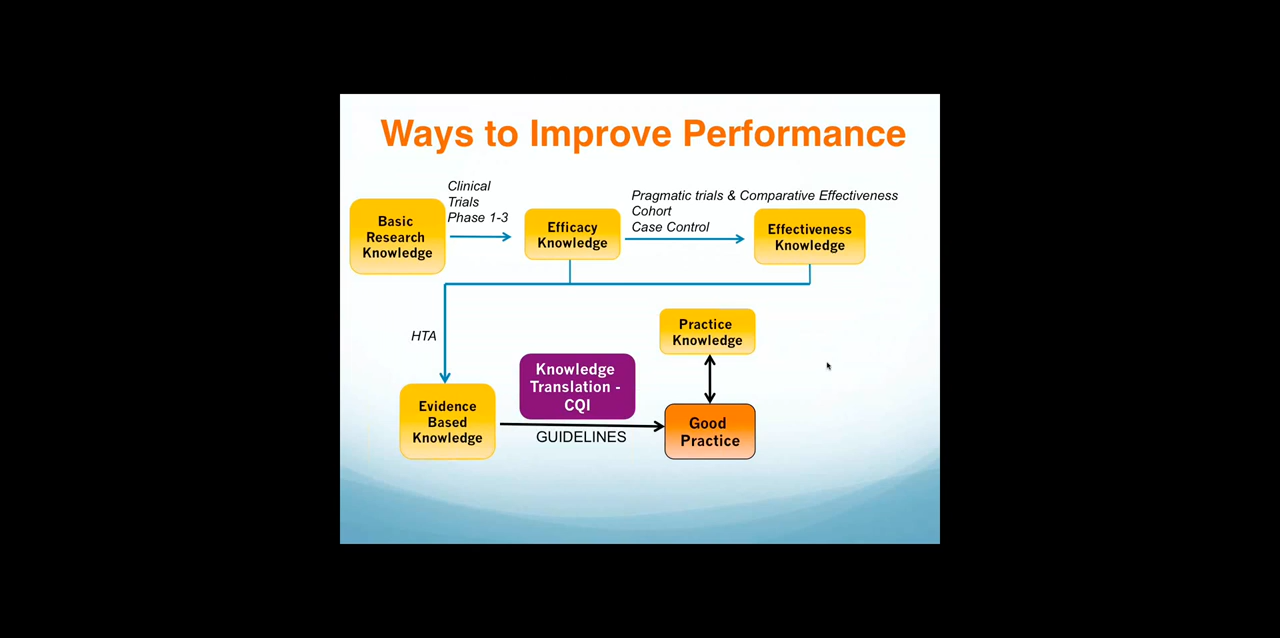 Ways to Improve Performance
Clinical
Trials
Phase 1-3
Pragmatic trials & Comparative Effectiveness
Cohort
Case Control
Basic
Research
Knowledge
Efficacy
Knowledge
Effectiveness
Knowledge
HTA
Practice
Knowledge
Knowledge
Translation -
CQI
Evidence
Based
Knowledge
GUIDELINES
Good
Practice